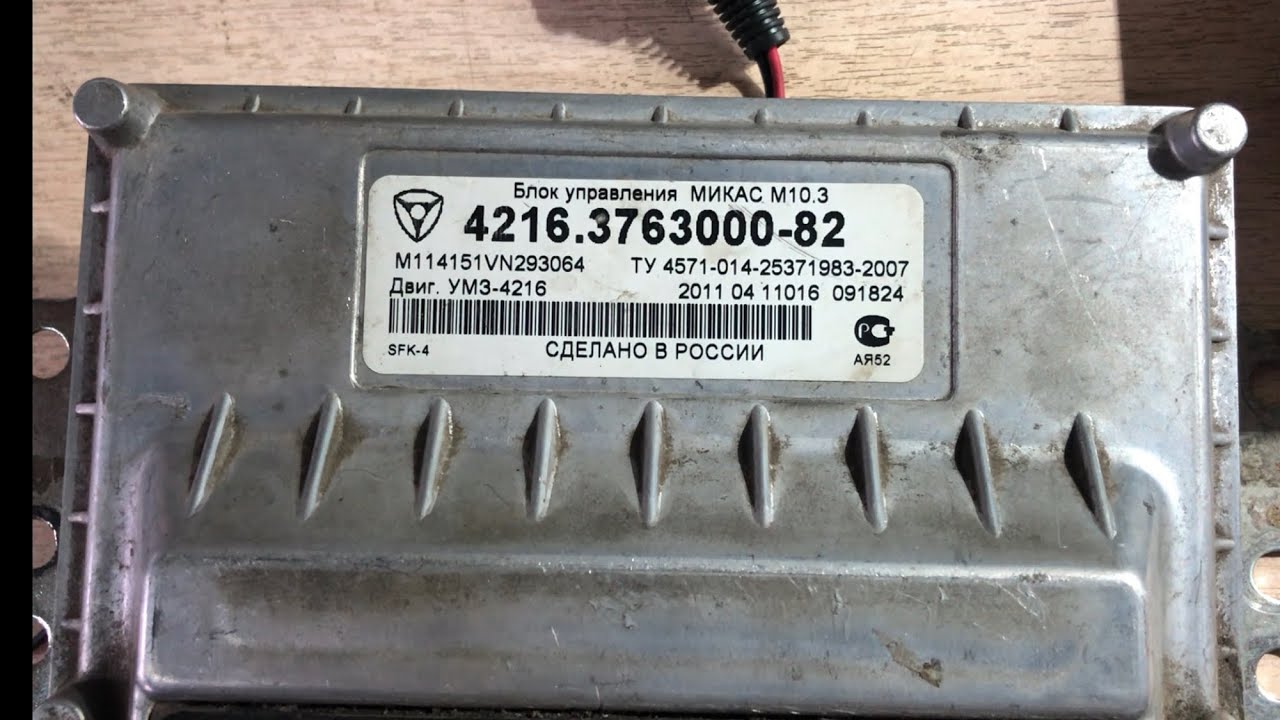 Блок управления МИКАС М10.3
4216.3763000-82
M114151VN293064 ТУ 4571-014-25371983-2007
Двиг. УМЗ-4216 2011 04 11016 091824
SFK-4 СДЕЛАНО В РОССИИ
РСТ
АЯ52